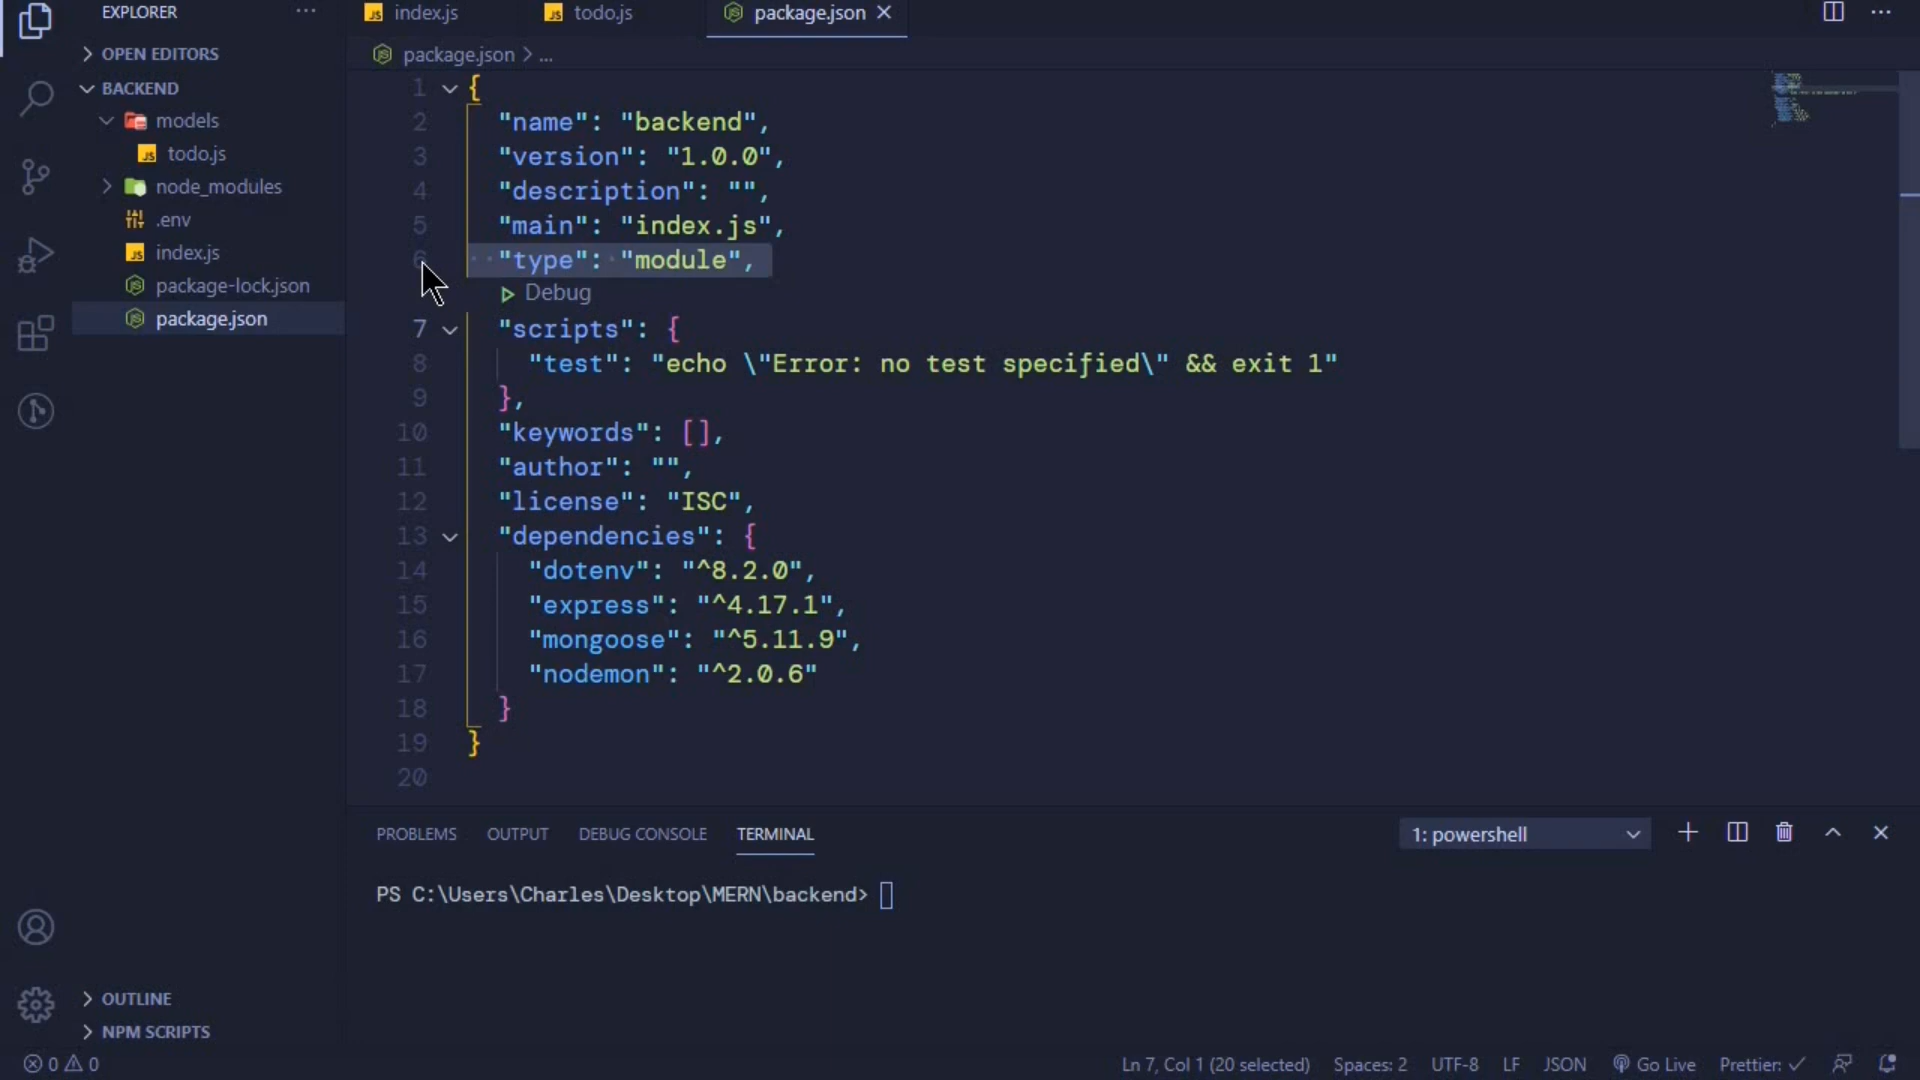 EXPLORER
OPEN EDITORS
BACKEND
models
todo.js
node_modules
.env
index.js
package-lock.json
package.json
OUTLINE
NPM SCRIPTS
index.js
todo.js
package.json
package.json > ...
1 {
2 "name": "backend",
3 "version": "1.0.0",
4 "description": "",
5 "main": "index.js",
6 "type": "module",
Debug
7 "scripts": {
8 "test": "echo \"Error: no test specified\" && exit 1"
9 },
10 "keywords": [],
11 "author": "",
12 "license": "ISC",
13 "dependencies": {
14 "dotenv": "^8.2.0",
15 "express": "^4.17.1",
16 "mongoose": "^5.11.9",
17 "nodemon": "^2.0.6"
18 }
19 }
20
PROBLEMS OUTPUT DEBUG CONSOLE TERMINAL 1: powershell
PS C:\Users\Charles\Desktop\MERN\backend>
0 0 Ln 7, Col 1 (20 selected) Spaces: 2 UTF-8 LF JSON Go Live Prettier: ✓